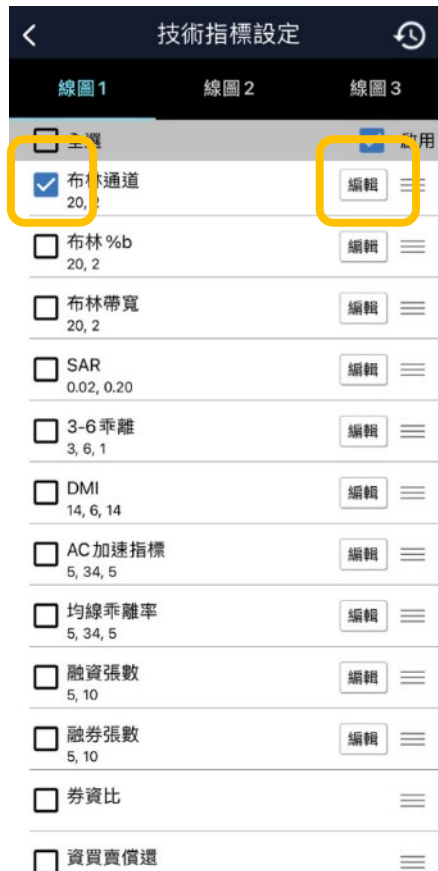 技術指標設定
線圖1 線圖2 線圖3
全選 啟用
布林通道 編輯
20, 2
布林%b 編輯
20, 2
布林帶寬 編輯
20, 2
SAR 編輯
0.02, 0.20
3-6乖離 編輯
3, 6, 1
DMI 編輯
14, 6, 14
AC加速指標 編輯
5, 34, 5
均線乖離率 編輯
5, 34, 5
融資張數 編輯
5, 10
融券張數 編輯
5, 10
券資比
資買賣償還